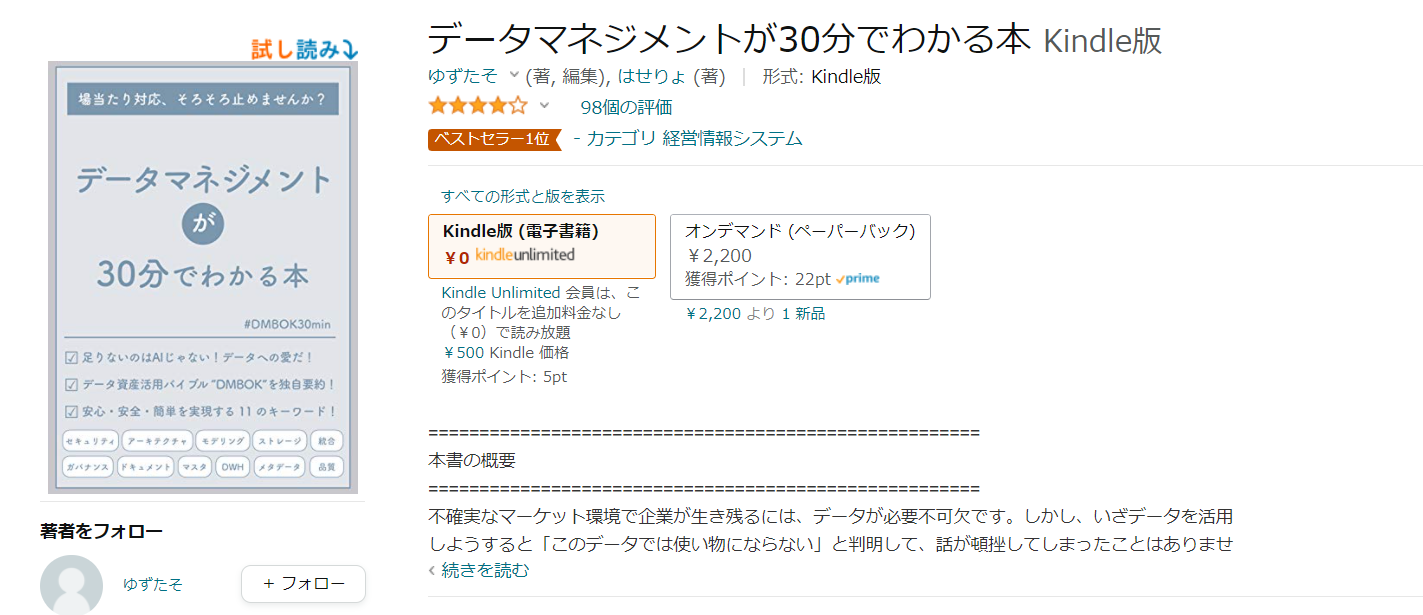 試し読み
場当たり対応、そろそろ止めませんか？
データマネジメント
が
30分でわかる本
#DMBOK30min
足りないのはAIじゃない！データへの愛だ！
データ資産活用バイブル“DMBOK”を独自要約！
安心・安全・簡単を実現する 11 のキーワード！
セキュリティ アーキテクチャ モデリング ストレージ 統合
ガバナンス ドキュメント マスタ DWH メタデータ 品質
著者をフォロー
ゆずたそ
+ フォロー
データマネジメントが30分でわかる本 Kindle版
ゆずたそ (著, 編集), はせりょ (著) | 形式: Kindle版
98個の評価
ベストセラー1位 - カテゴリ 経営情報システム
すべての形式と版を表示
Kindle版 (電子書籍)
￥0 kindleunlimited
Kindle Unlimited 会員は、こ
のタイトルを追加料金なし
（￥0）で読み放題
￥500 Kindle 価格
獲得ポイント: 5pt
オンデマンド (ペーパーバック)
￥2,200
獲得ポイント: 22pt prime
￥2,200 より 1 新品
======================================================
本書の概要
======================================================
不確実なマーケット環境で企業が生き残るには、データが必要不可欠です。しかし、いざデータを活用
しようすると「このデータでは使い物にならない」と判明して、話が頓挫してしまったことはありませ
続きを読む